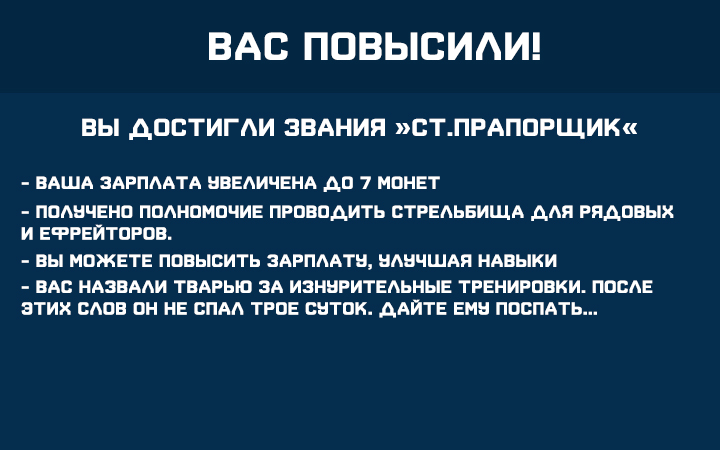 ВАС ПОВЫСИЛИ!
ВЫ ДОСТИГЛИ ЗВАНИЯ »СТ.ПРАПОРЩИК«
- ВАША ЗАРПЛАТА УВЕЛИЧЕНА ДО 7 МОНЕТ
- ПОЛУЧЕНО ПОЛНОМОЧИЕ ПРОВОДИТЬ СТРЕЛЬБИЩА ДЛЯ РЯДОВЫХ
И ЕФРЕЙТОРОВ.
- ВЫ МОЖЕТЕ ПОВЫСИТЬ ЗАРПЛАТУ, УЛУЧШАЯ НАВЫКИ
- ВАС НАЗВАЛИ ТВАРЬЮ ЗА ИЗНУРИТЕЛЬНЫЕ ТРЕНИРОВКИ. ПОСЛЕ
ЭТИХ СЛОВ ОН НЕ СПАЛ ТРОЕ СУТОК. ДАЙТЕ ЕМУ ПОСПАТЬ...